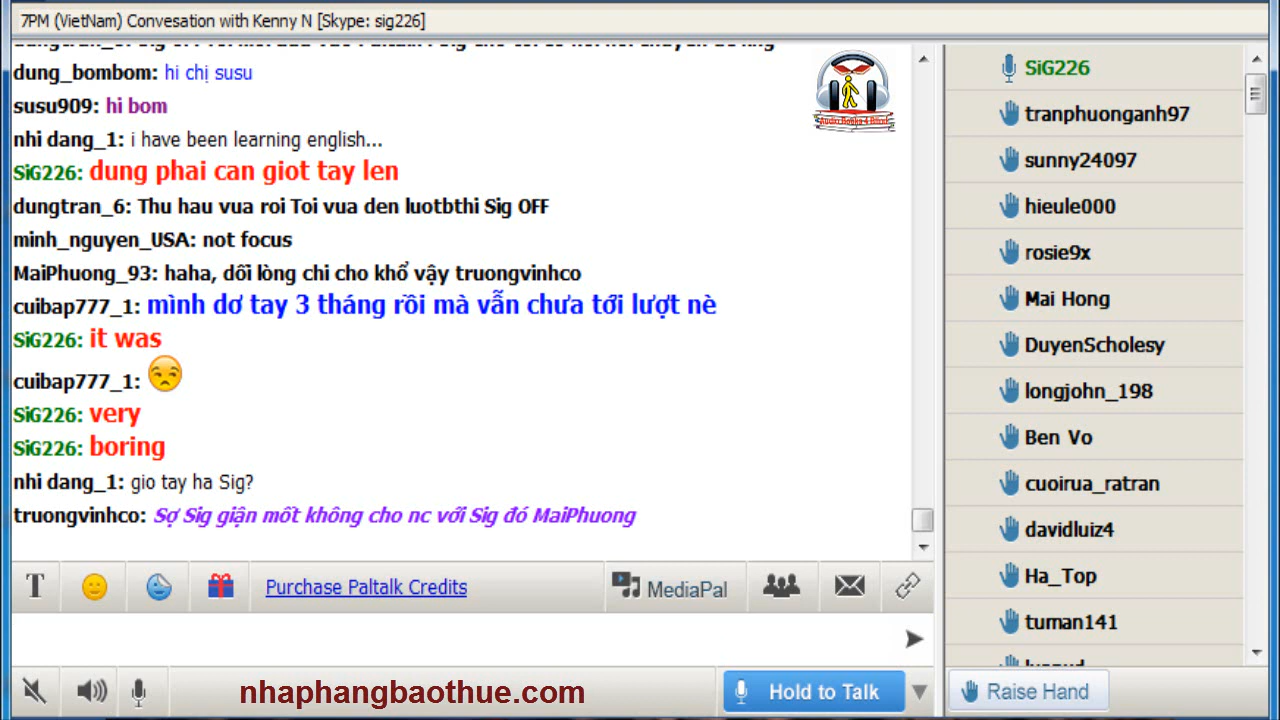 7PM (VietNam) Convesation with Kenny N [Skype: sig226]
dung_bombom: hi chị susu
susu909: hi bom
nhi dang_1: i have been learning english...
SiG226: dung phai can giot tay len
dungtran_6: Thu hau vua roi Toi vua den luotbthi Sig OFF
minh_nguyen_USA: not focus
MaiPhuong_93: haha, dối lòng chi cho khổ vậy truongvinhco
cuibap777_1: mình dơ tay 3 tháng rồi mà vẫn chưa tới lượt nè
SiG226: it was
cuibap777_1:
SiG226: very
SiG226: boring
nhi dang_1: gio tay ha Sig?
truongvinhco: Sợ Sig giận mốt không cho nc với Sig đó MaiPhuong
Audio Books 4 Blind
SiG226
tranphuonganh97
sunny24097
hieule000
rosie9x
Mai Hong
DuyenScholesy
longjohn_198
Ben Vo
cuoirua_ratran
davidluiz4
Ha_Top
tuman141
T
Purchase Paltalk Credits
MediaPal
nhaphangbaothue.com
Hold to Talk
Raise Hand